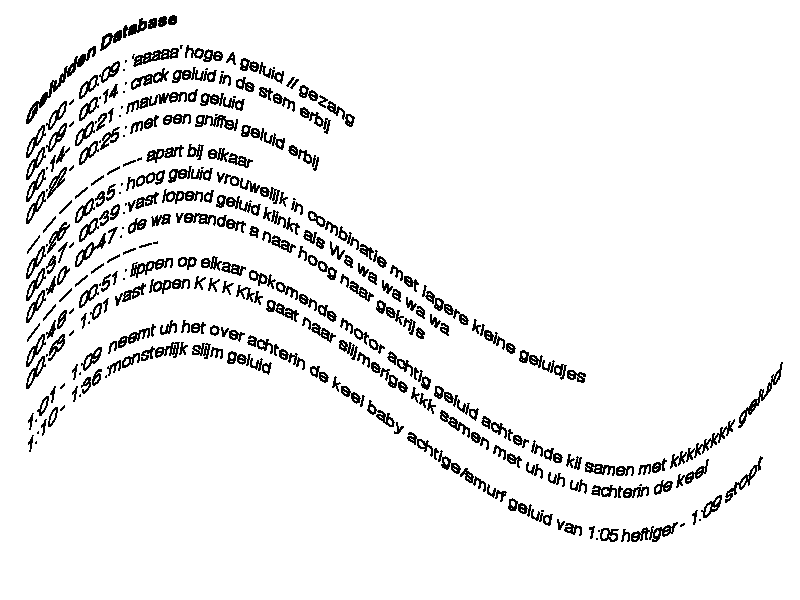 Geluiden Database
00:00 - 00:09 : 'aaaaa' hoge A geluid // gezang
00:09 - 00:14 : crack geluid in de stem erbij
00:14- 00:21 : mauwend geluid
00:22 - 00:25 : met een gniffel geluid erbij
--- --- --- --- --- --- --- apart bij elkaar
00:26- 00:35 : hoog geluid vrouwelijk in combinatie met lagere kleine geluidjes
00:37 - 00:39 :vast lopend geluid klinkt als Wa wa wa wa wa
00:40- 00:47 : de wa verandert a naar hoog naar gekrijs
--- --- --- --- --- --- ---
00:48 - 00:51 : lippen op elkaar opkomende motor achtig geluid achter inde kil samen met kkkkkkkk geluid
00:53 - 1:01 vast lopen K K K Kkk gaat naar slijmerige kkk samen met uh uh uh achterin de keel
1:01 - 1:09 neemt uh het over achterin de keel baby achtige/smurf geluid van 1:05 heftiger - 1:09 stopt
1:10 - 1:36 :monsterlijk slijm geluid